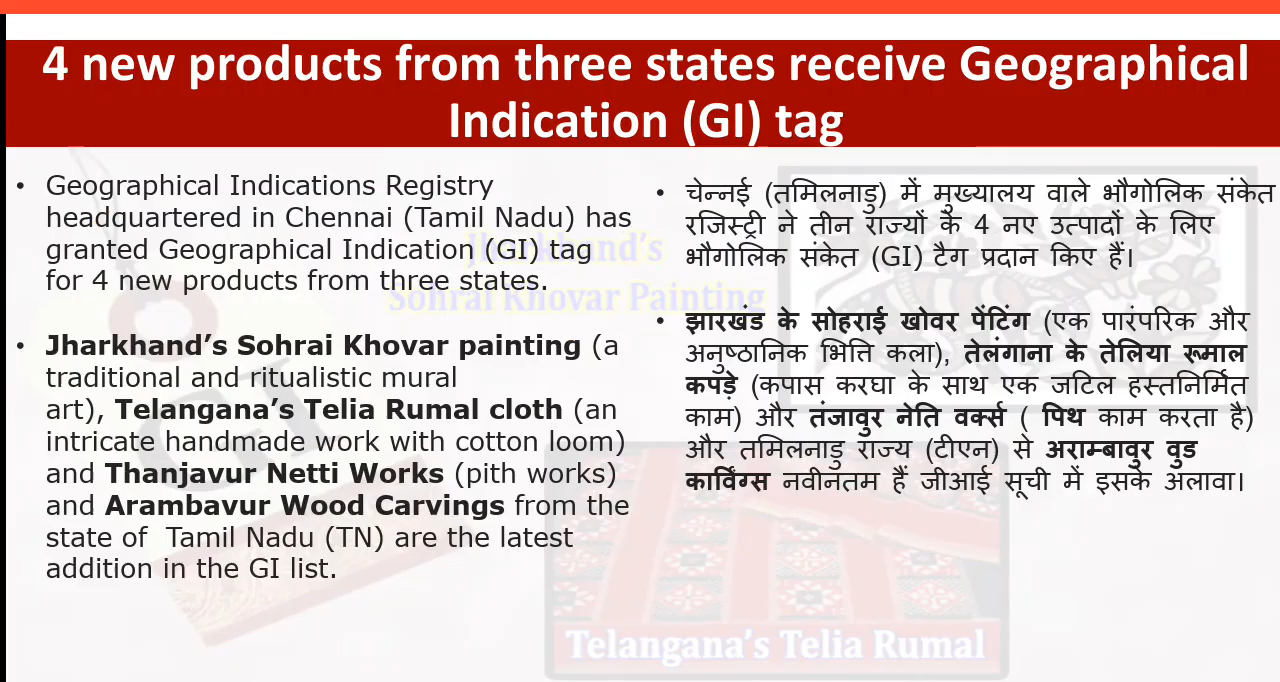 4 new products from three states receive Geographical
Indication (GI) tag
• Geographical Indications Registry
headquartered in Chennai (Tamil Nadu) has
granted Geographical Indication (GI) tag
for 4 new products from three states.
• Jharkhand’s Sohrai Khovar painting (a
traditional and ritualistic mural
art), Telangana’s Telia Rumal cloth (an
intricate handmade work with cotton loom)
and Thanjavur Netti Works (pith works)
and Arambavur Wood Carvings from the
state of Tamil Nadu (TN) are the latest
addition in the GI list.
• चेन्नई (तमिलनाडु) में मुख्यालय वाले भौगोलिक संकेत
रजिस्ट्री ने तीन राज्यों के 4 नए उत्पादों के लिए
भौगोलिक संकेत (GI) टैग प्रदान किए हैं।
• झारखंड के सोहराई खोवर पेंटिंग (एक पारंपरिक और
अनुष्ठानिक भित्ति कला), तेलंगाना के तेलिया रूमाल
कपड़े (कपास करघा के साथ एक जटिल हस्तनिर्मित
काम) और तंजावुर नेति वर्क्स ( पिथ काम करता है)
और तमिलनाडु राज्य (टीएन) से अराम्बावुर वुड
कार्विंग्स नवीनतम हैं जीआई सूची में इसके अलावा।
Jharkhand's
Sohrai Khovar Painting
GI
Telangana's Telia Rumal